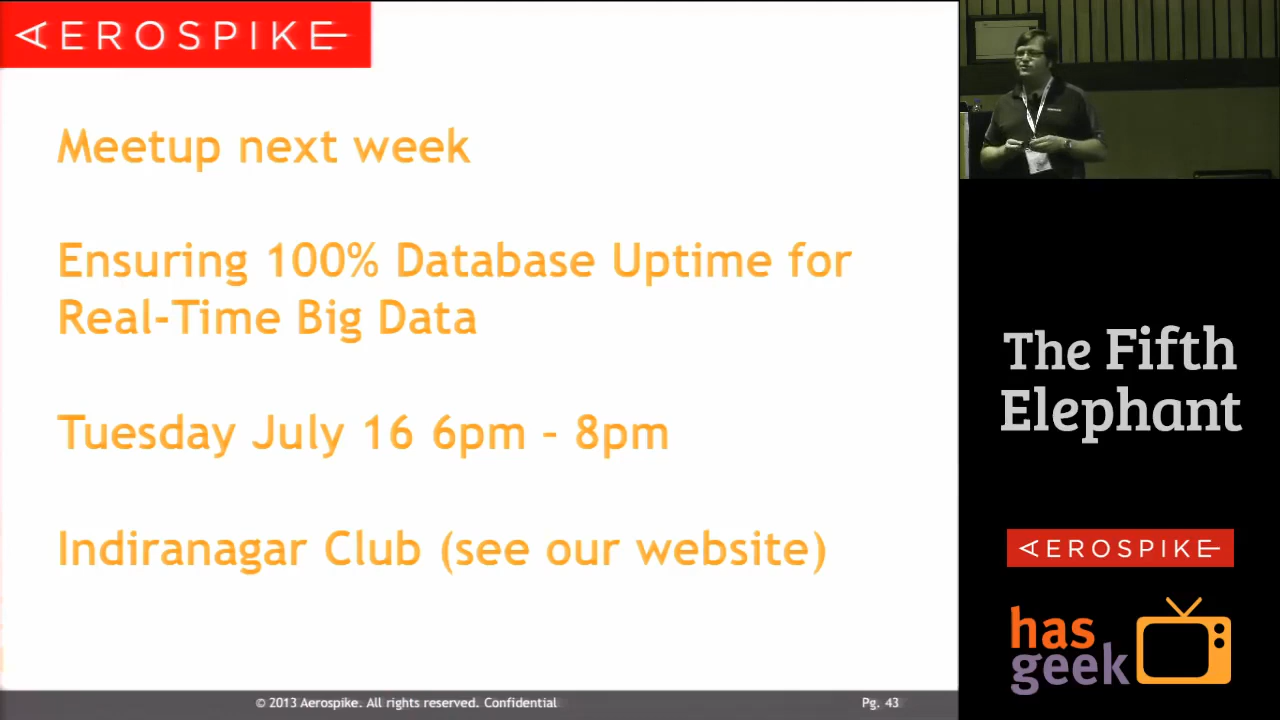 AEROSPIKE
Meetup next week
Ensuring 100% Database Uptime for
Real-Time Big Data
Tuesday July 16 6pm – 8pm
Indiranagar Club (see our website)
© 2013 Aerospike. All rights reserved. Confidential
Pg. 43
The Fifth
Elephant
AEROSPIKE
has
geek